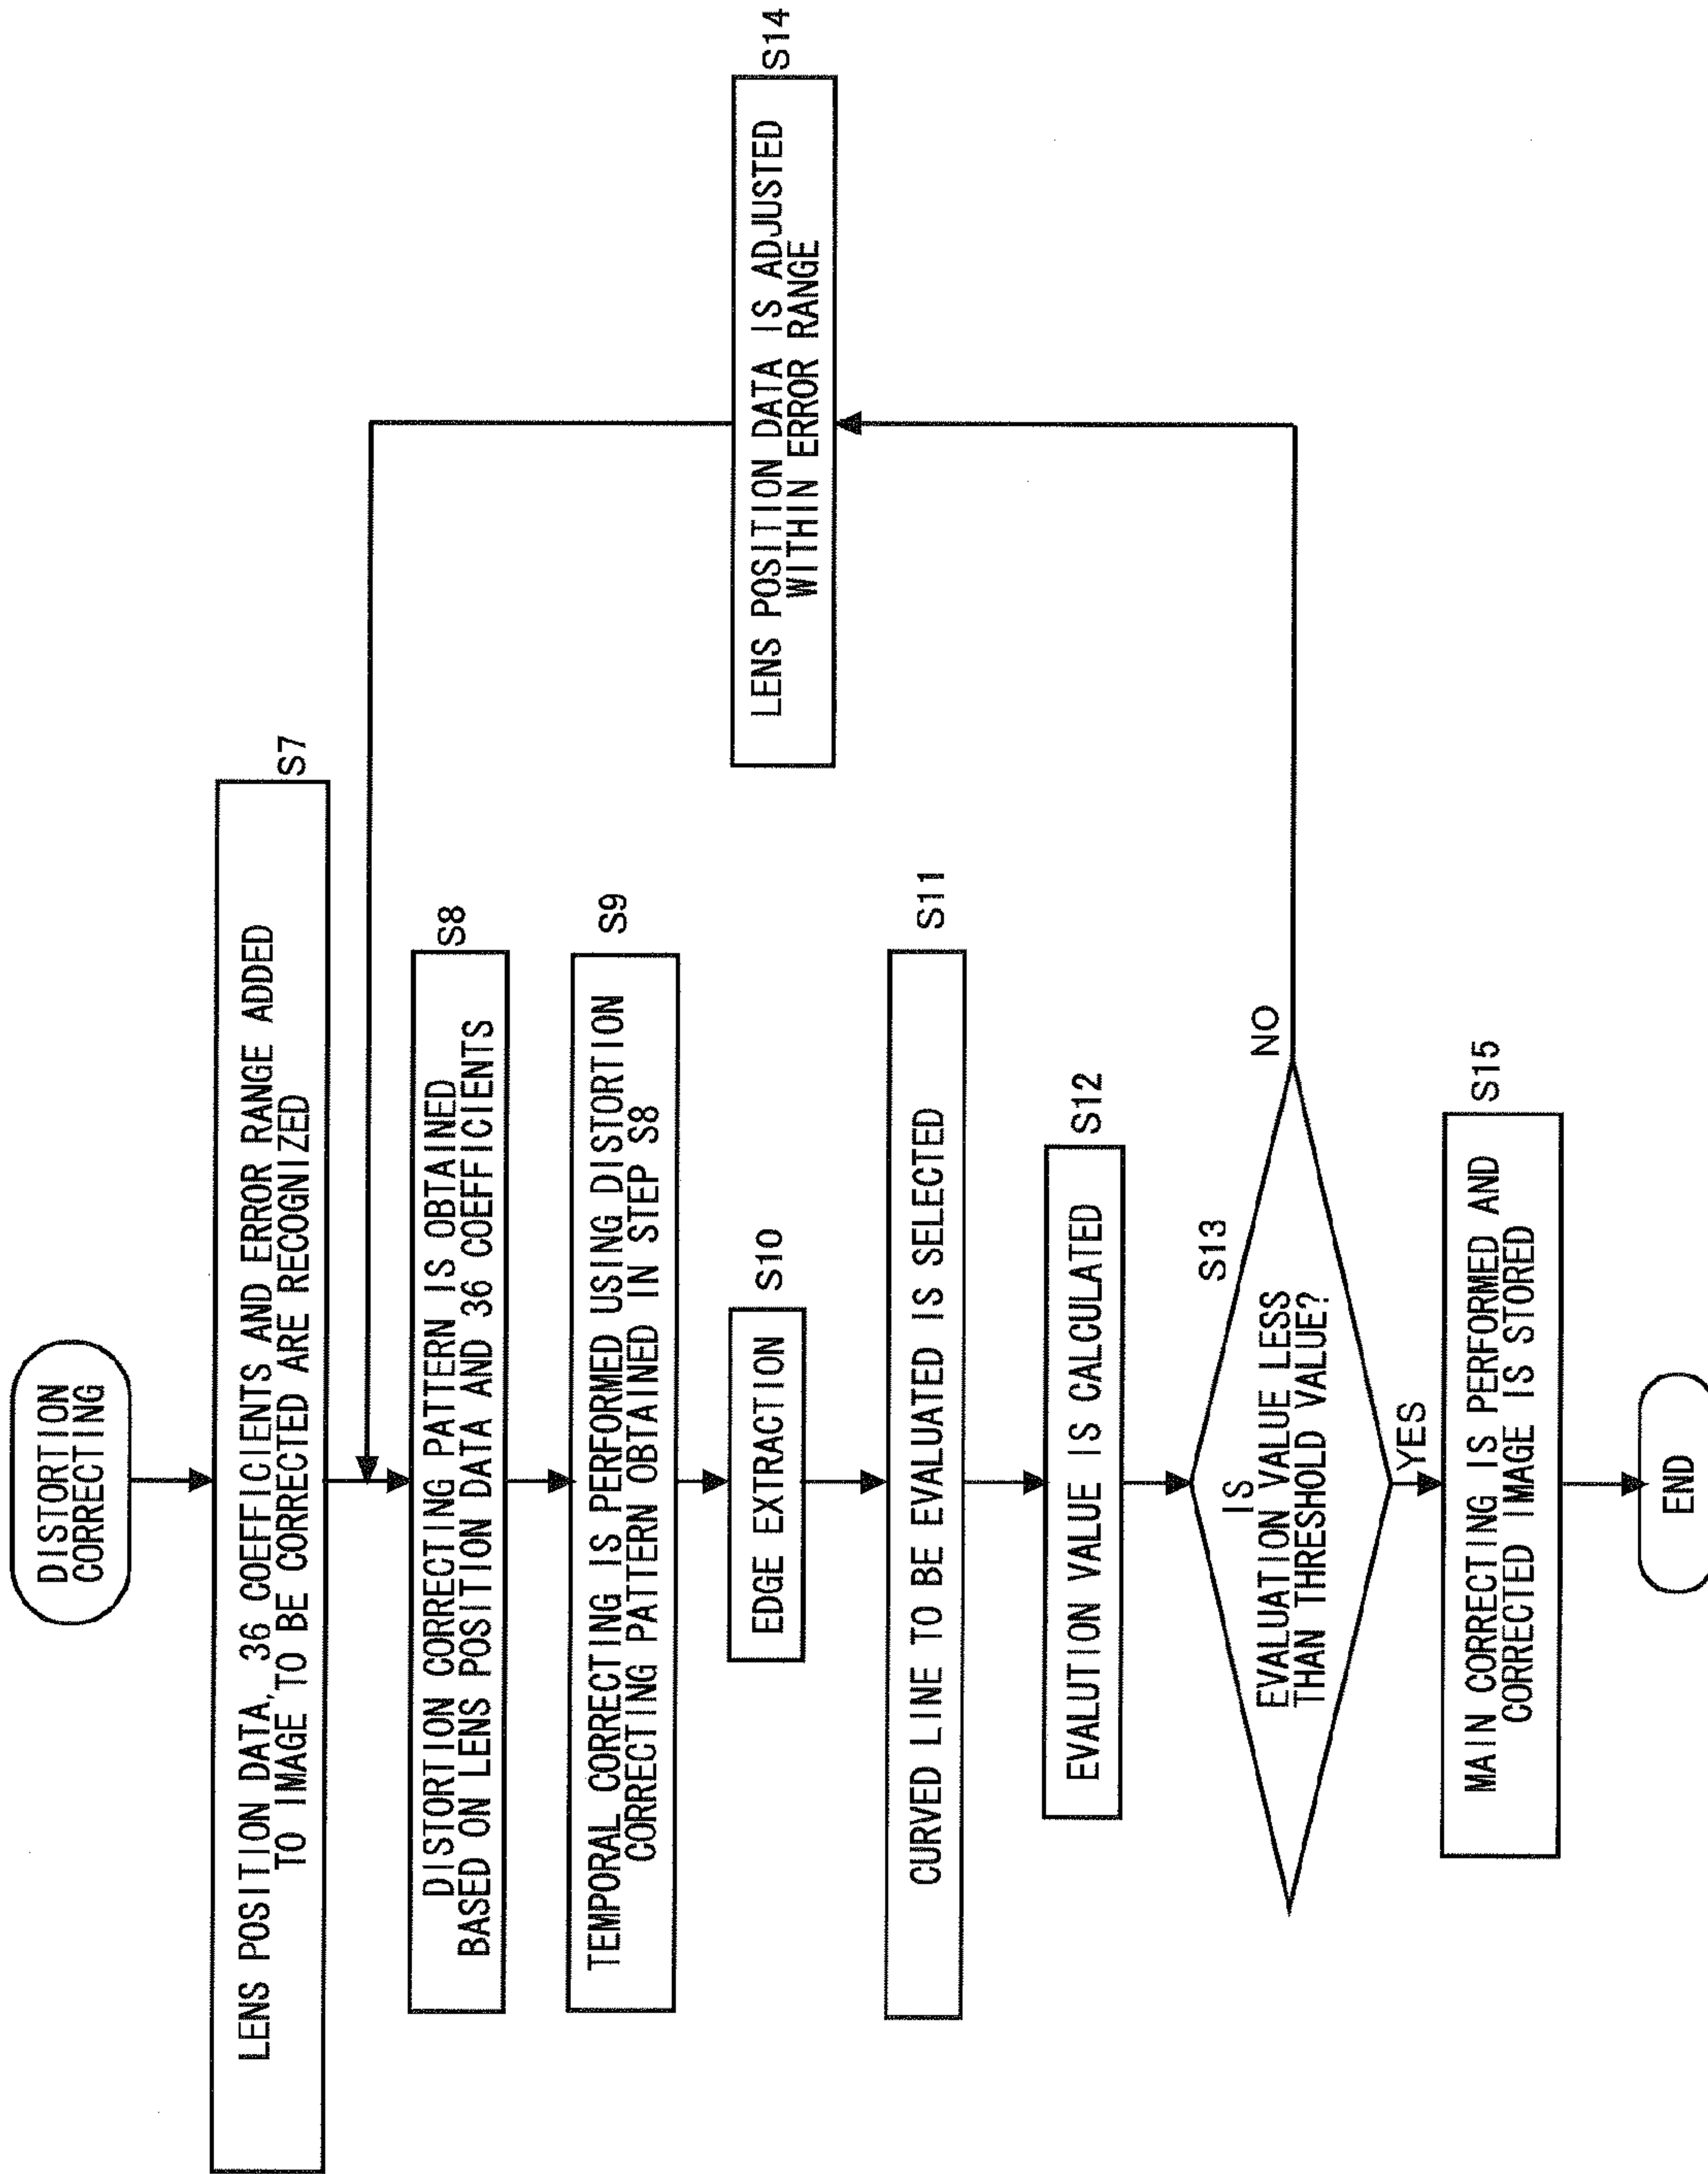 DISTORTION
CORRECTING
LENS POSITION DATA, 36 COEFFICIENTS AND ERROR RANGE ADDED
TO IMAGE TO BE CORRECTED ARE RECOGNIZED
S7
DISTORTION CORRECTING PATTERN IS OBTAINED
BASED ON LENS POSITION DATA AND 36 COEFFICIENTS
S8
TEMPORAL CORRECTING IS PERFORMED USING DISTORTION
CORRECTING PATTERN OBTAINED IN STEP S8
S9
EDGE EXTRACTION
S10
CURVED LINE TO BE EVALUATED IS SELECTED
S11
EVALUTION VALUE IS CALCULATED
S12
S13
IS
EVALUATION VALUE LESS
THAN THRESHOLD VALUE?
NO
LENS POSITION DATA IS ADJUSTED
WITHIN ERROR RANGE
S14
YES
MAIN CORRECTING IS PERFORMED AND
CORRECTED IMAGE IS STORED
S15
END